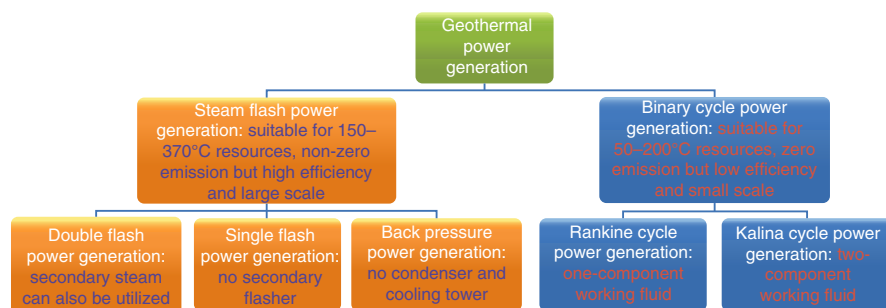 Geothermal
power
generation
Steam flash power
generation: suitable for 150–
370°C resources, non-zero
emission but high efficiency
and large scale
Binary cycle power
generation: suitable for
50–200°C resources, zero
emission but low efficiency
and small scale
Double flash
power generation:
secondary steam
can also be utilized
Single flash
power generation:
no secondary
flasher
Back pressure
power generation:
no condenser and
cooling tower
Rankine cycle
power generation:
one-component
working fluid
Kalina cycle power
generation: two-
component
working fluid